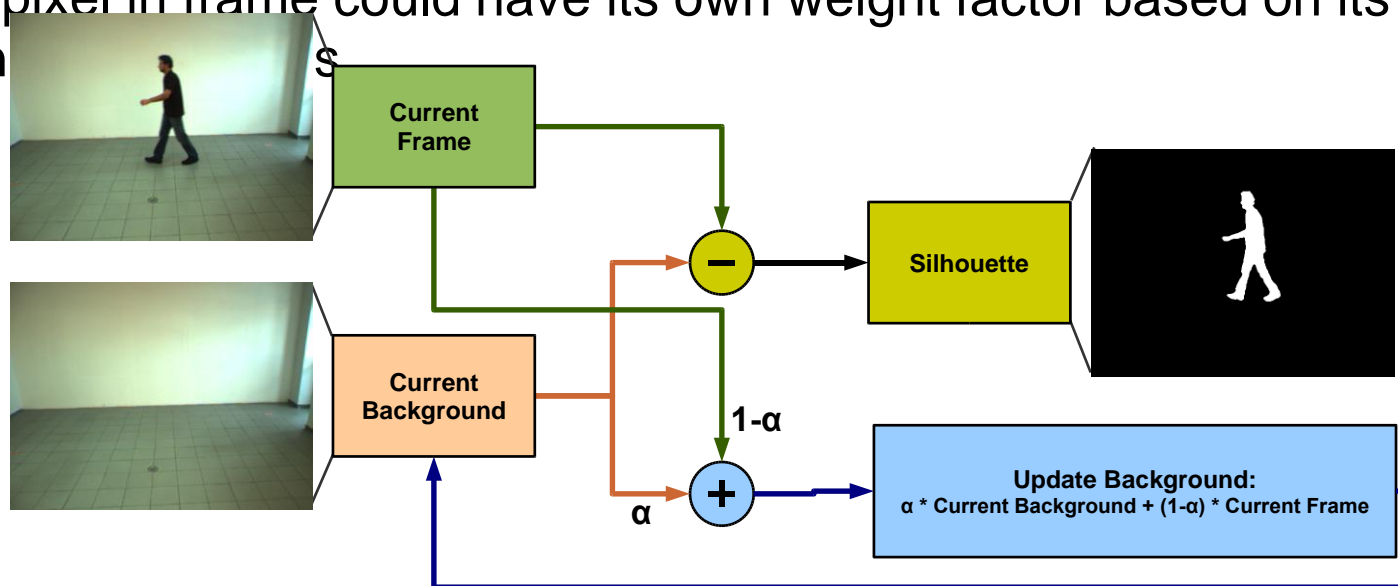 pixel in frame could have its own weight factor based on its
s
Current
Frame
Silhouette
Current
Background
1-α
α
Update Background:
α * Current Background + (1-α) * Current Frame